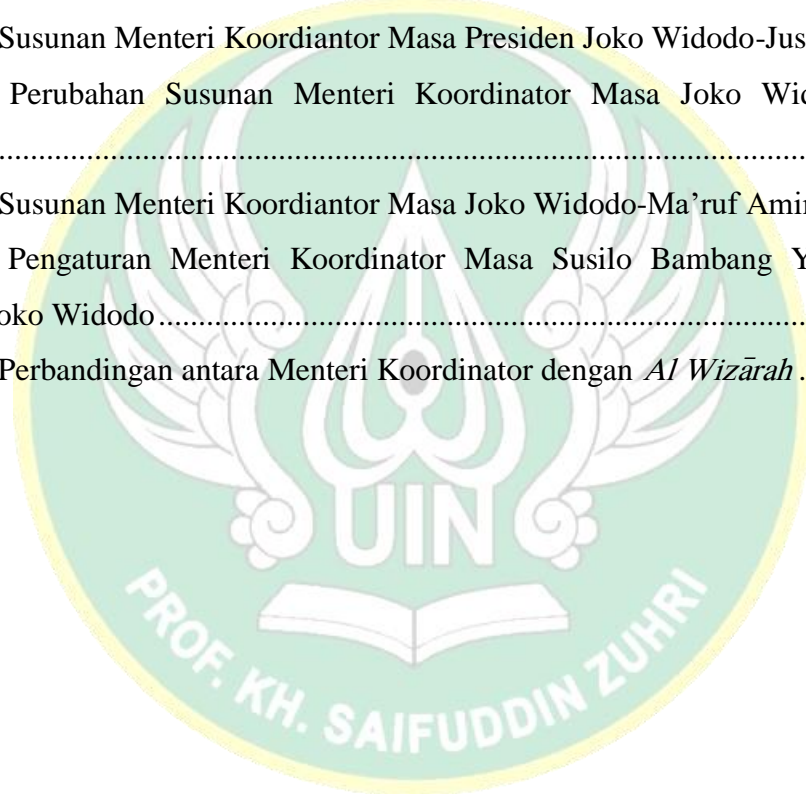 Susunan Menteri Koordiantor Masa Presiden Joko Widodo-Jus
Perubahan Susunan Menteri Koordinator Masa Joko Wid
................................................................................................
Susunan Menteri Koordiantor Masa Joko Widodo-Ma’ruf Amin
Pengaturan Menteri Koordinator Masa Susilo Bambang Y
oko Widodo................................................................................
Perbandingan antara Menteri Koordinator dengan Al Wizārah .
UIN
PROF. KH. SAIFUDDIN ZUHRI